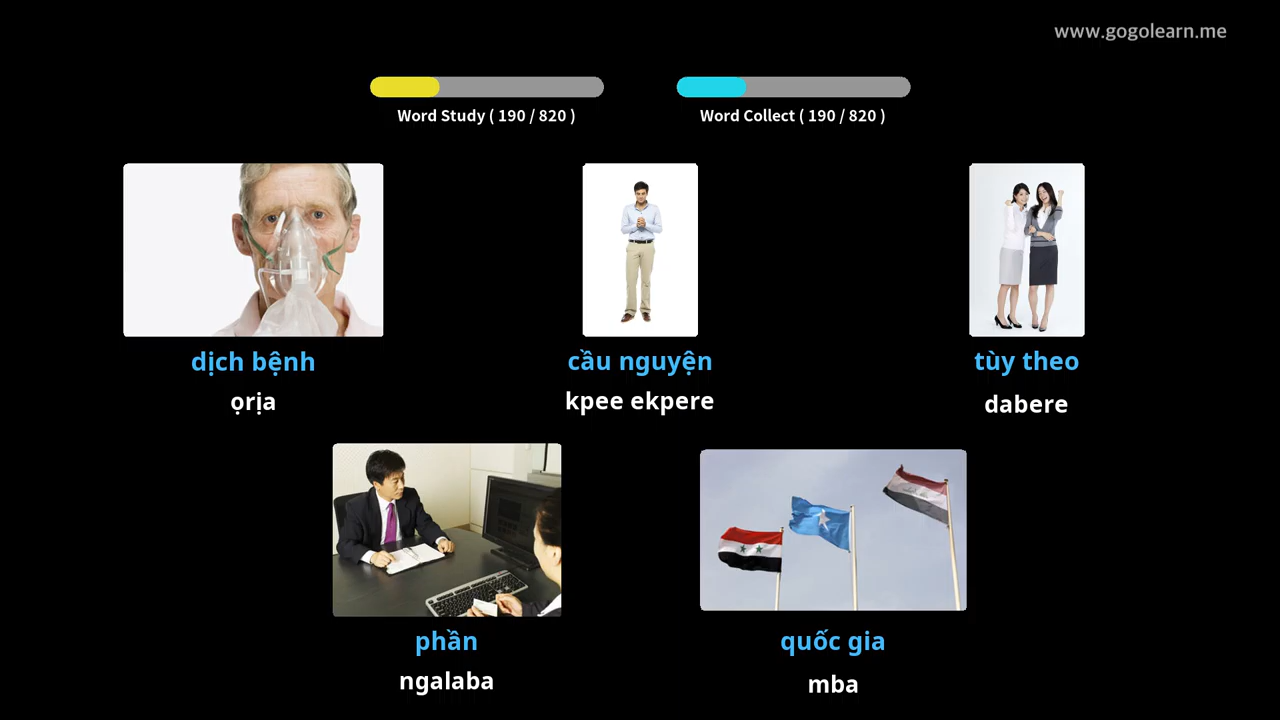 www.gogolearn.me
Word Study ( 190 / 820 )
Word Collect ( 190 / 820 )
dịch bệnh
ọrịa
cầu nguyện
kpee ekpere
tùy theo
dabere
phần
ngalaba
quốc gia
mba